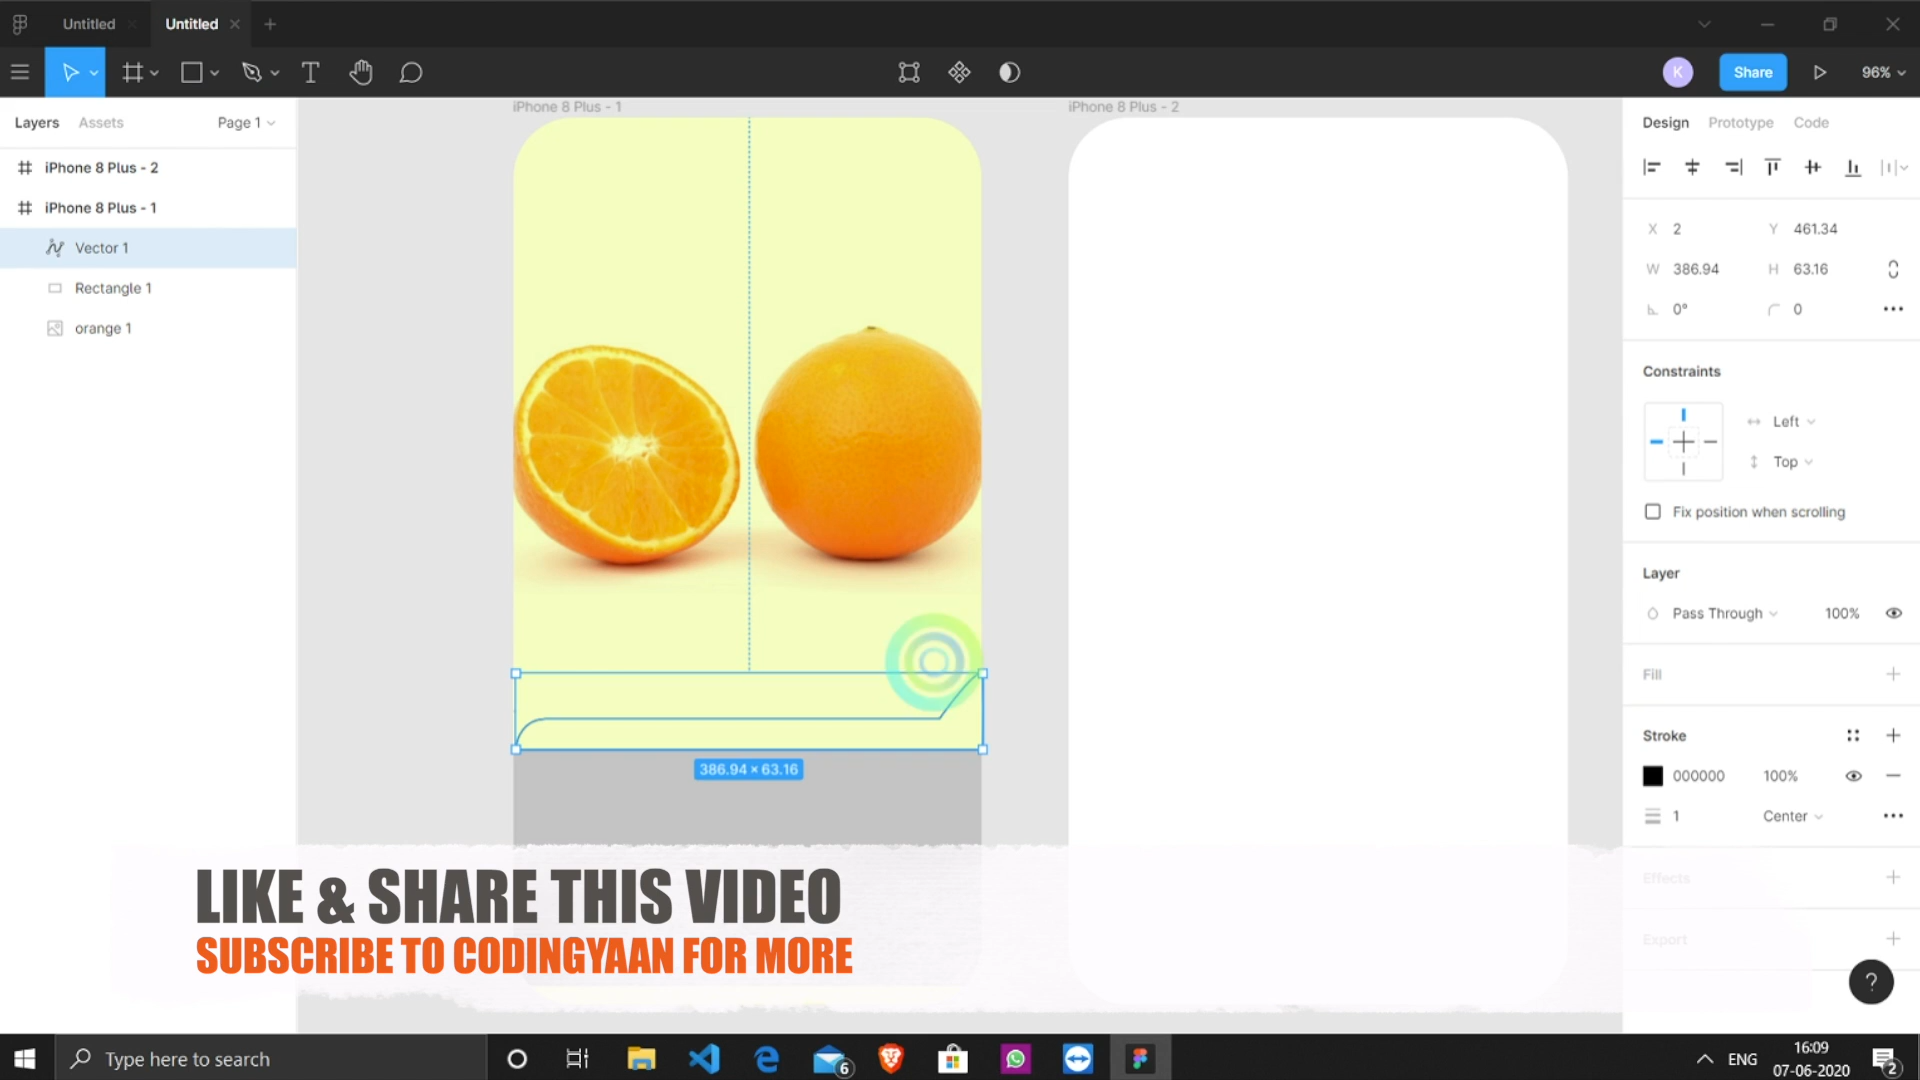 Untitled
Untitled
K
Share
96%
Layers
Assets
Page 1
iPhone 8 Plus - 1
iPhone 8 Plus - 2
Design
Prototype
Code
iPhone 8 Plus - 2
iPhone 8 Plus - 1
Vector 1
Rectangle 1
orange 1
X 2
Y 461.34
W 386.94
H 63.16
0°
0
Constraints
Left
Top
Fix position when scrolling
Layer
Pass Through
100%
Fill
Stroke
000000
100%
1
Center
Effects
Export
386.94 × 63.16
LIKE & SHARE THIS VIDEO
SUBSCRIBE TO CODINGYAAN FOR MORE
?
Type here to search
6
ENG
16:09
07-06-2020
2